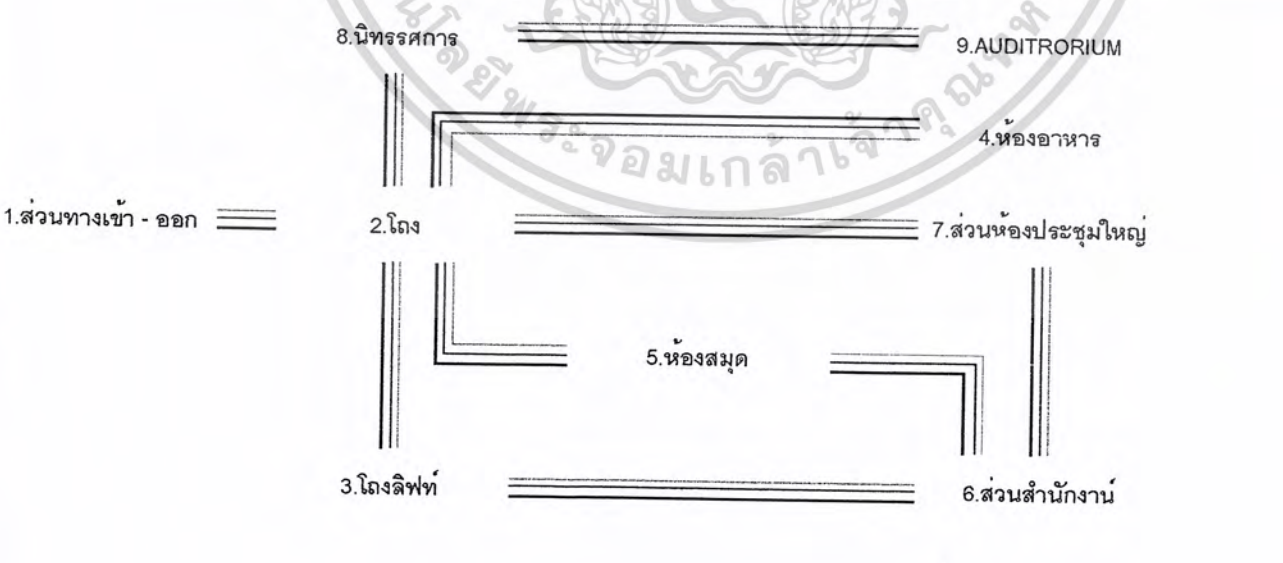 8.นิทรรศการ
9.AUDITRORIUM
4.ห้องอาหาร
1.ส่วนทางเข้า - ออก
2.โถง
7.ส่วนห้องประชุมใหญ่
5.ห้องสมุด
3.โถงลิฟท์
6.ส่วนสำนักงาน์